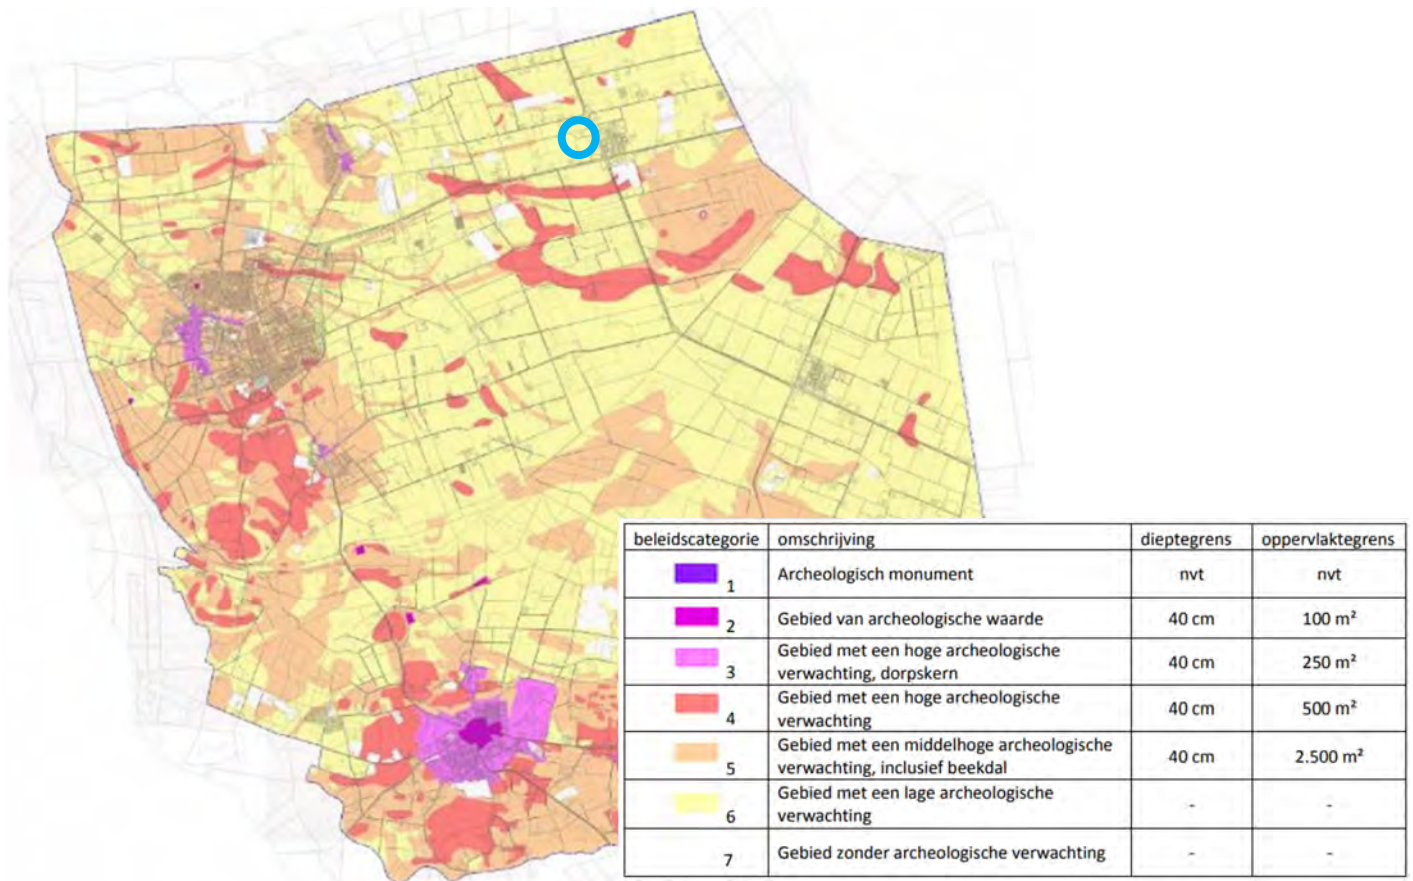 beleidscategorie omschrijving dieptegrens oppervlaktegrens
1 Archeologisch monument nvt nvt
2 Gebied van archeologische waarde 40 cm 100 m²
Gebied met een hoge archeologische
3 verwachting, dorpskern 40 cm 250 m²
Gebied met een hoge archeologische
4 verwachting 40 cm 500 m²
Gebied met een middelhoge archeologische
5 verwachting, inclusief beekdal 40 cm 2.500 m²
Gebied met een lage archeologische
6 verwachting - -
7 Gebied zonder archeologische verwachting - -